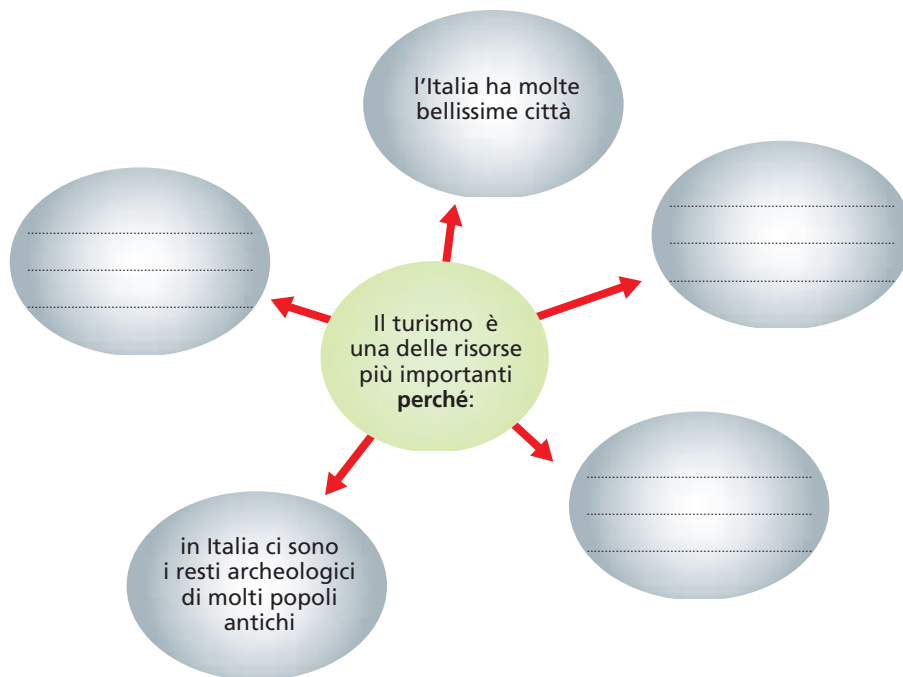 l'Italia ha molte
bellissime città
Il turismo è
una delle risorse
più importanti
perché:
in Italia ci sono
i resti archeologici
di molti popoli
antichi